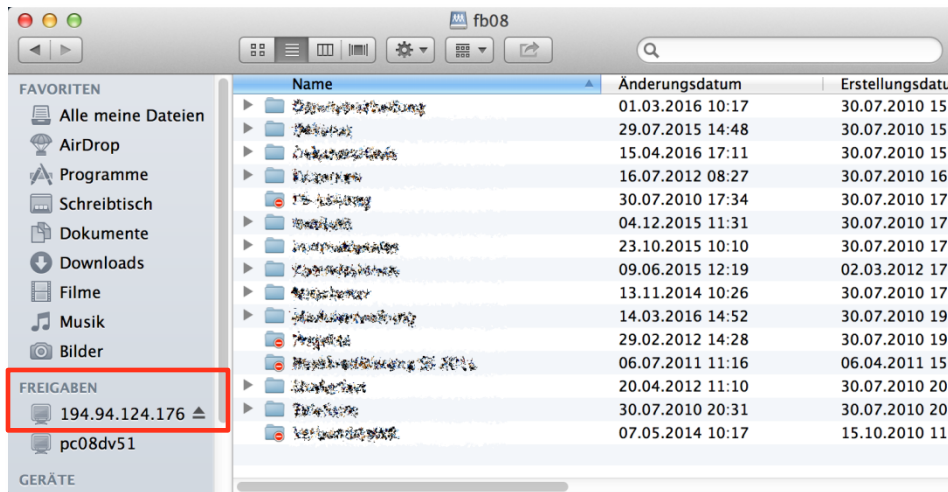 fb08
FAVORITEN
Alle meine Dateien
AirDrop
Programme
Schreibtisch
Dokumente
Downloads
Filme
Musik
Bilder
FREIGABEN
194.94.124.176
pc08dv51
GERÄTE
Name Änderungsdatum Erstellungsdatu
01.03.2016 10:17 30.07.2010 15
29.07.2015 14:48 30.07.2010 15
15.04.2016 17:11 30.07.2010 15
16.07.2012 08:27 30.07.2010 16
30.07.2010 17:34 30.07.2010 17
04.12.2015 11:31 30.07.2010 17
23.10.2015 10:10 30.07.2010 17
09.06.2015 12:19 02.03.2012 17
13.11.2014 10:26 30.07.2010 17
14.03.2016 14:52 30.07.2010 19
29.02.2012 14:28 30.07.2010 19
06.07.2011 11:16 06.04.2011 15
20.04.2012 11:10 30.07.2010 20
30.07.2010 20:31 30.07.2010 20
07.05.2014 10:17 15.10.2010 11